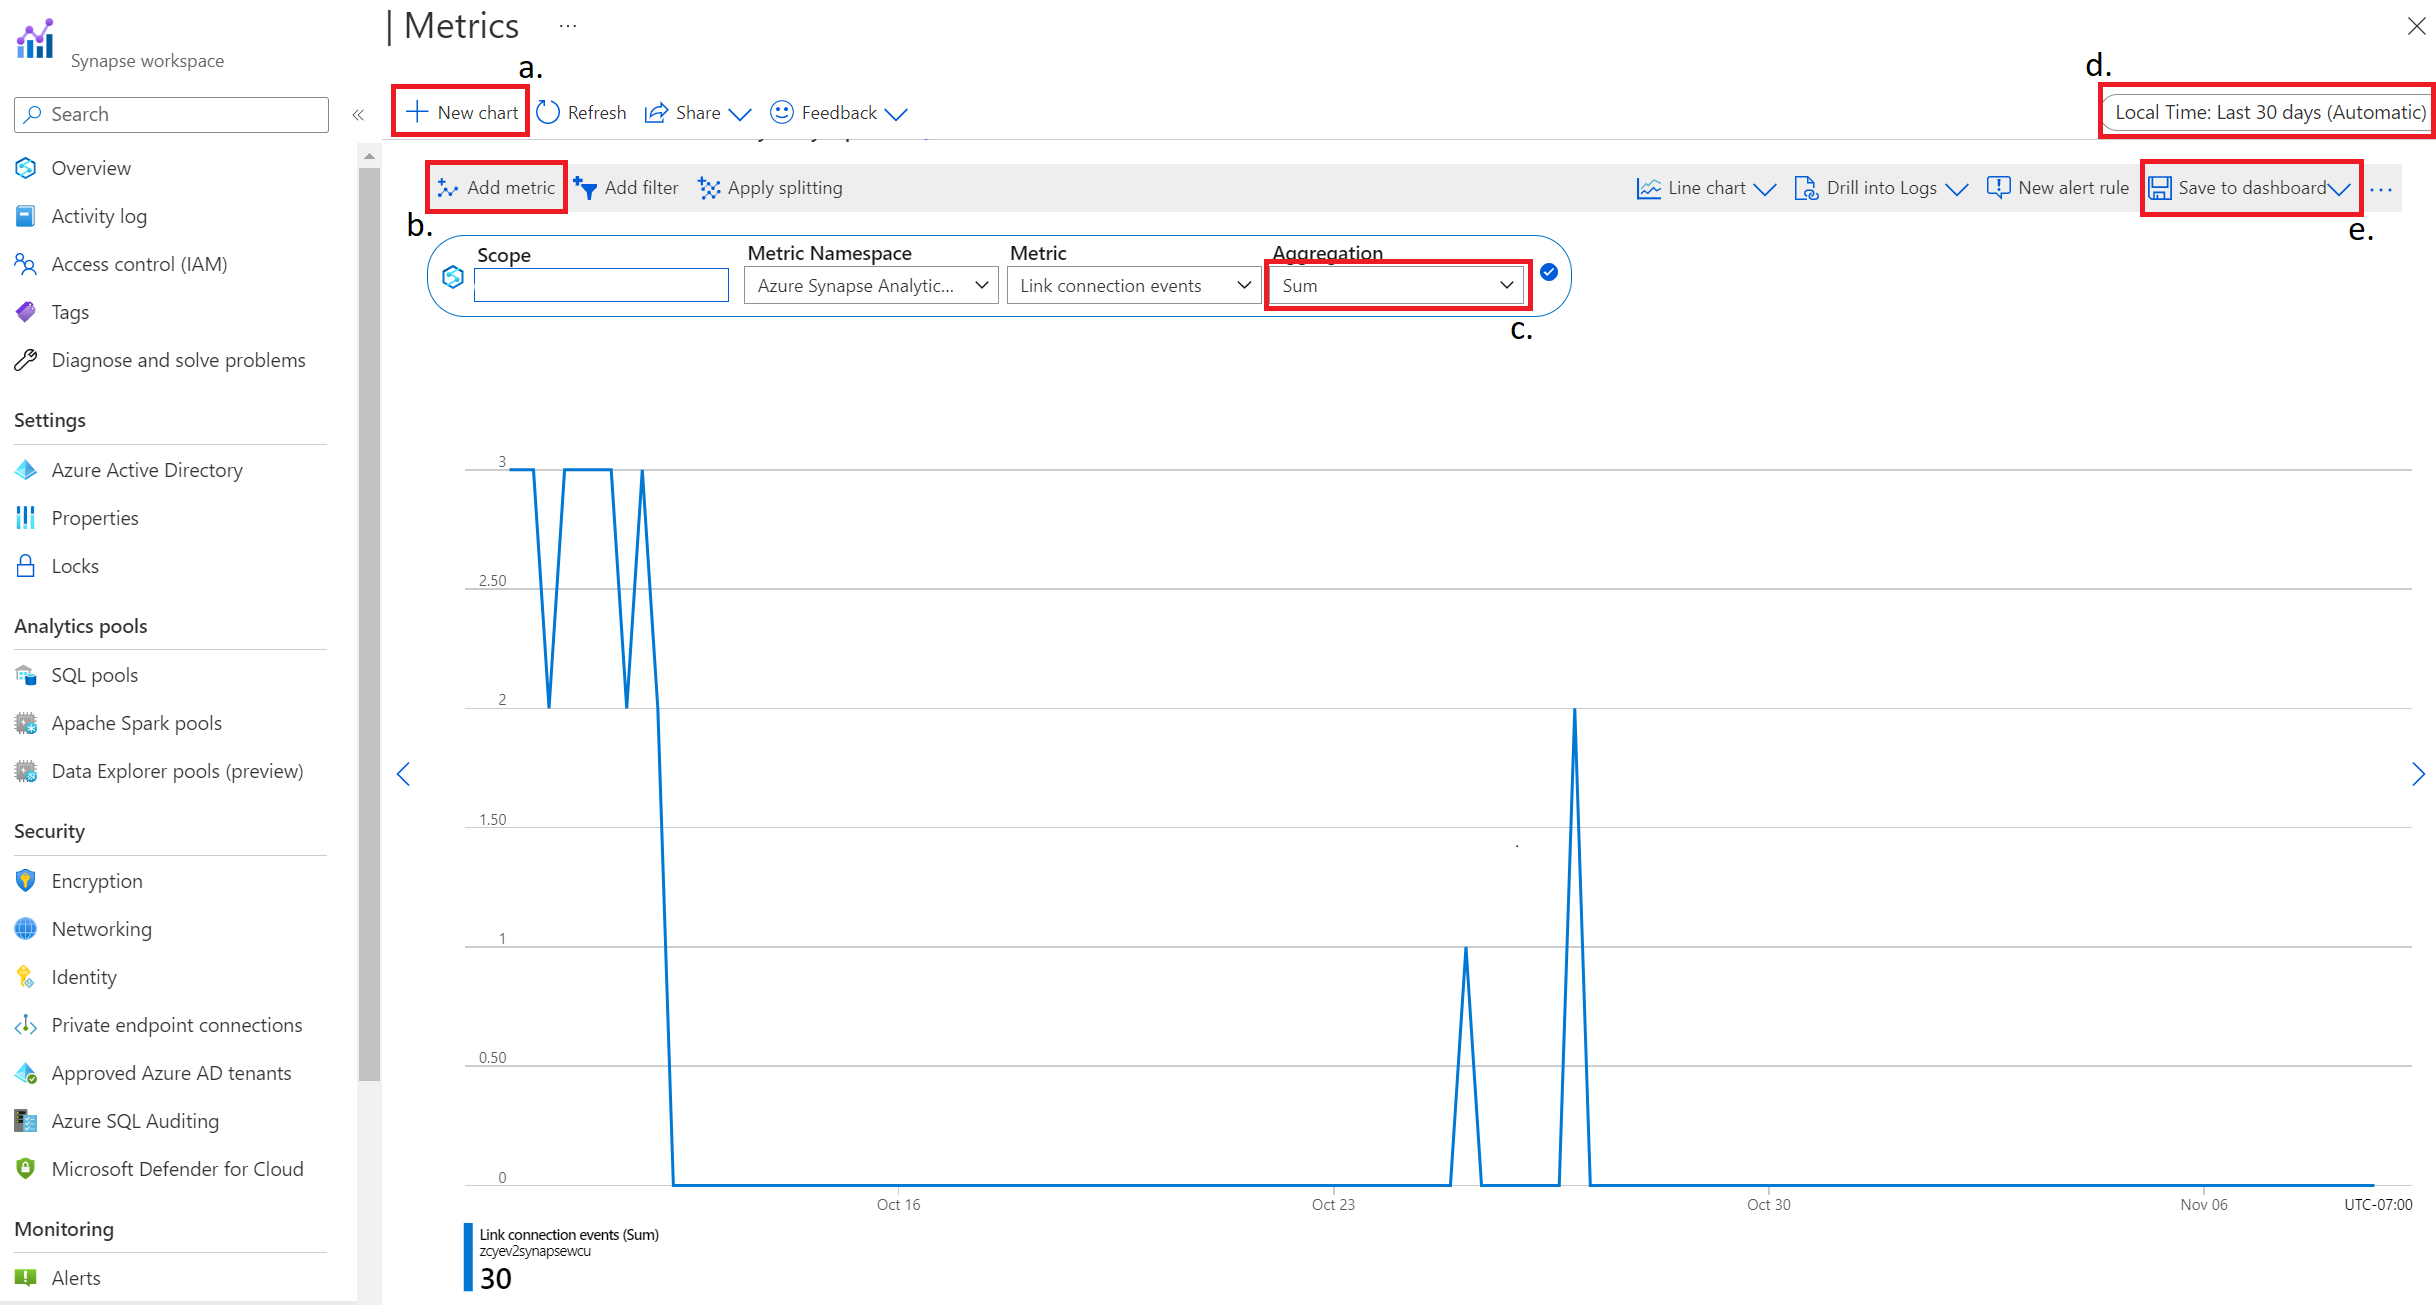 | Metrics ...
Synapse workspace
a.
d.
Search
«
New chart
Refresh
Share
Feedback
Local Time: Last 30 days (Automatic)
Overview
Activity log
Access control (IAM)
Tags
Diagnose and solve problems
Settings
Azure Active Directory
Properties
Locks
Analytics pools
SQL pools
Apache Spark pools
Data Explorer pools (preview)
Security
Encryption
Networking
Identity
Private endpoint connections
Approved Azure AD tenants
Azure SQL Auditing
Microsoft Defender for Cloud
Monitoring
Alerts
Add metric
Add filter
Apply splitting
Line chart
Drill into Logs
New alert rule
Save to dashboard
...
b.
e.
Scope
Metric Namespace
Metric
Aggregation
Azure Synapse Analytic...
Link connection events
Sum
c.
3
2.50
2
1.50
1
0.50
0
Oct 16
Oct 23
Oct 30
Nov 06
UTC-07:00
Link connection events (Sum)
zcyev2synapsewcu
30